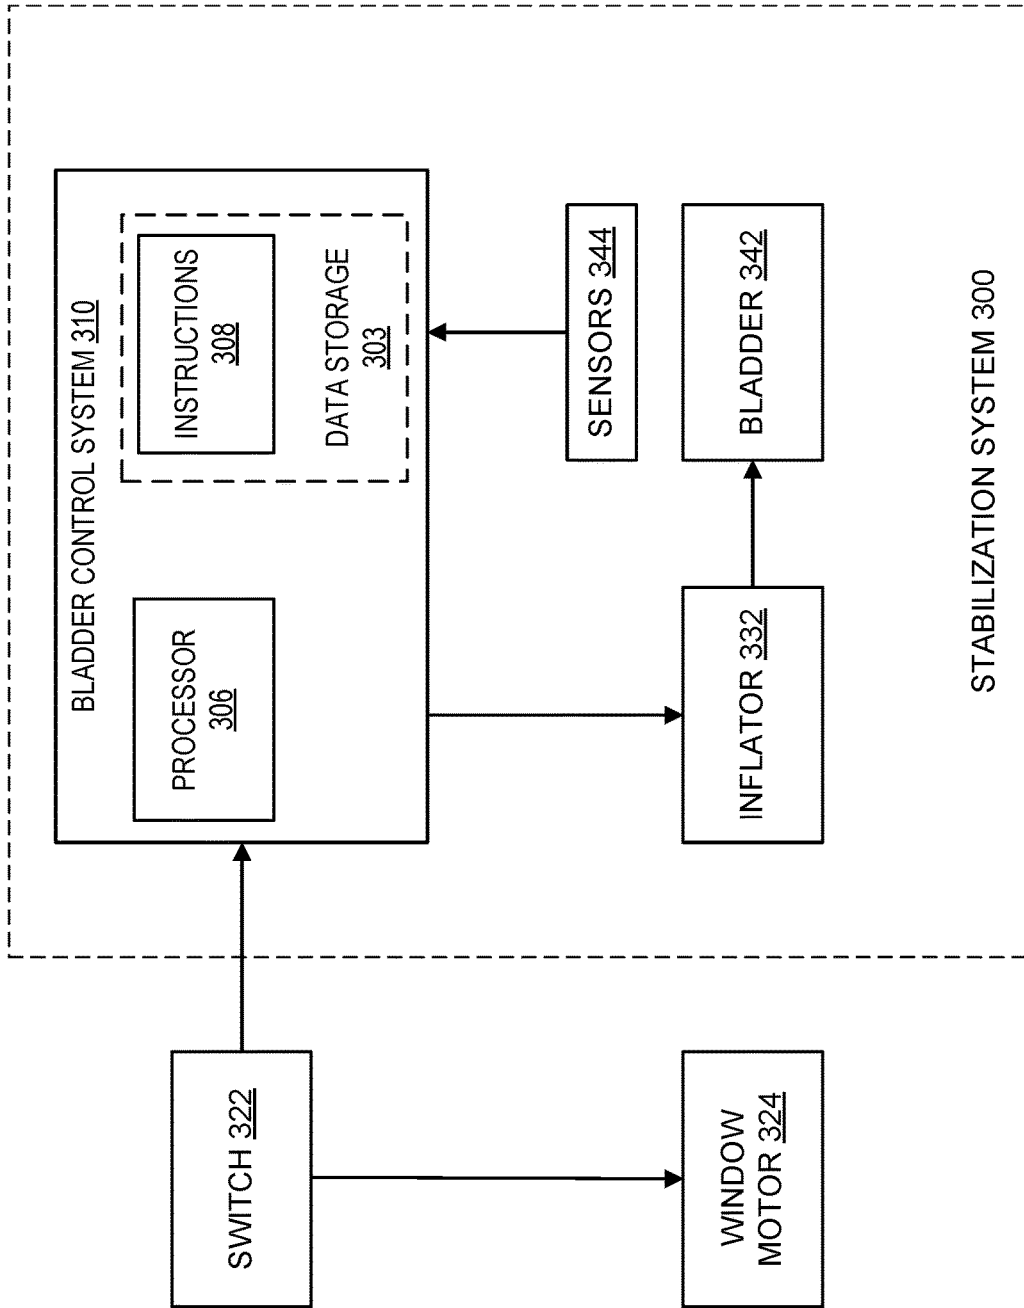 BLADDER CONTROL SYSTEM 310
PROCESSOR
306
INSTRUCTIONS
308
DATA STORAGE
303
SWITCH 322
SENSORS 344
WINDOW
MOTOR 324
INFLATOR 332
BLADDER 342
STABILIZATION SYSTEM 300